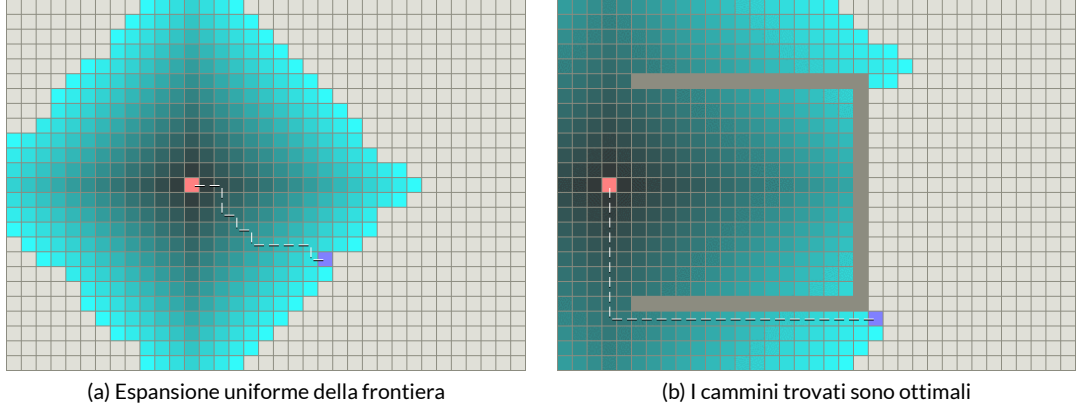 (a) Espansione uniforme della frontiera
(b) I cammini trovati sono ottimali